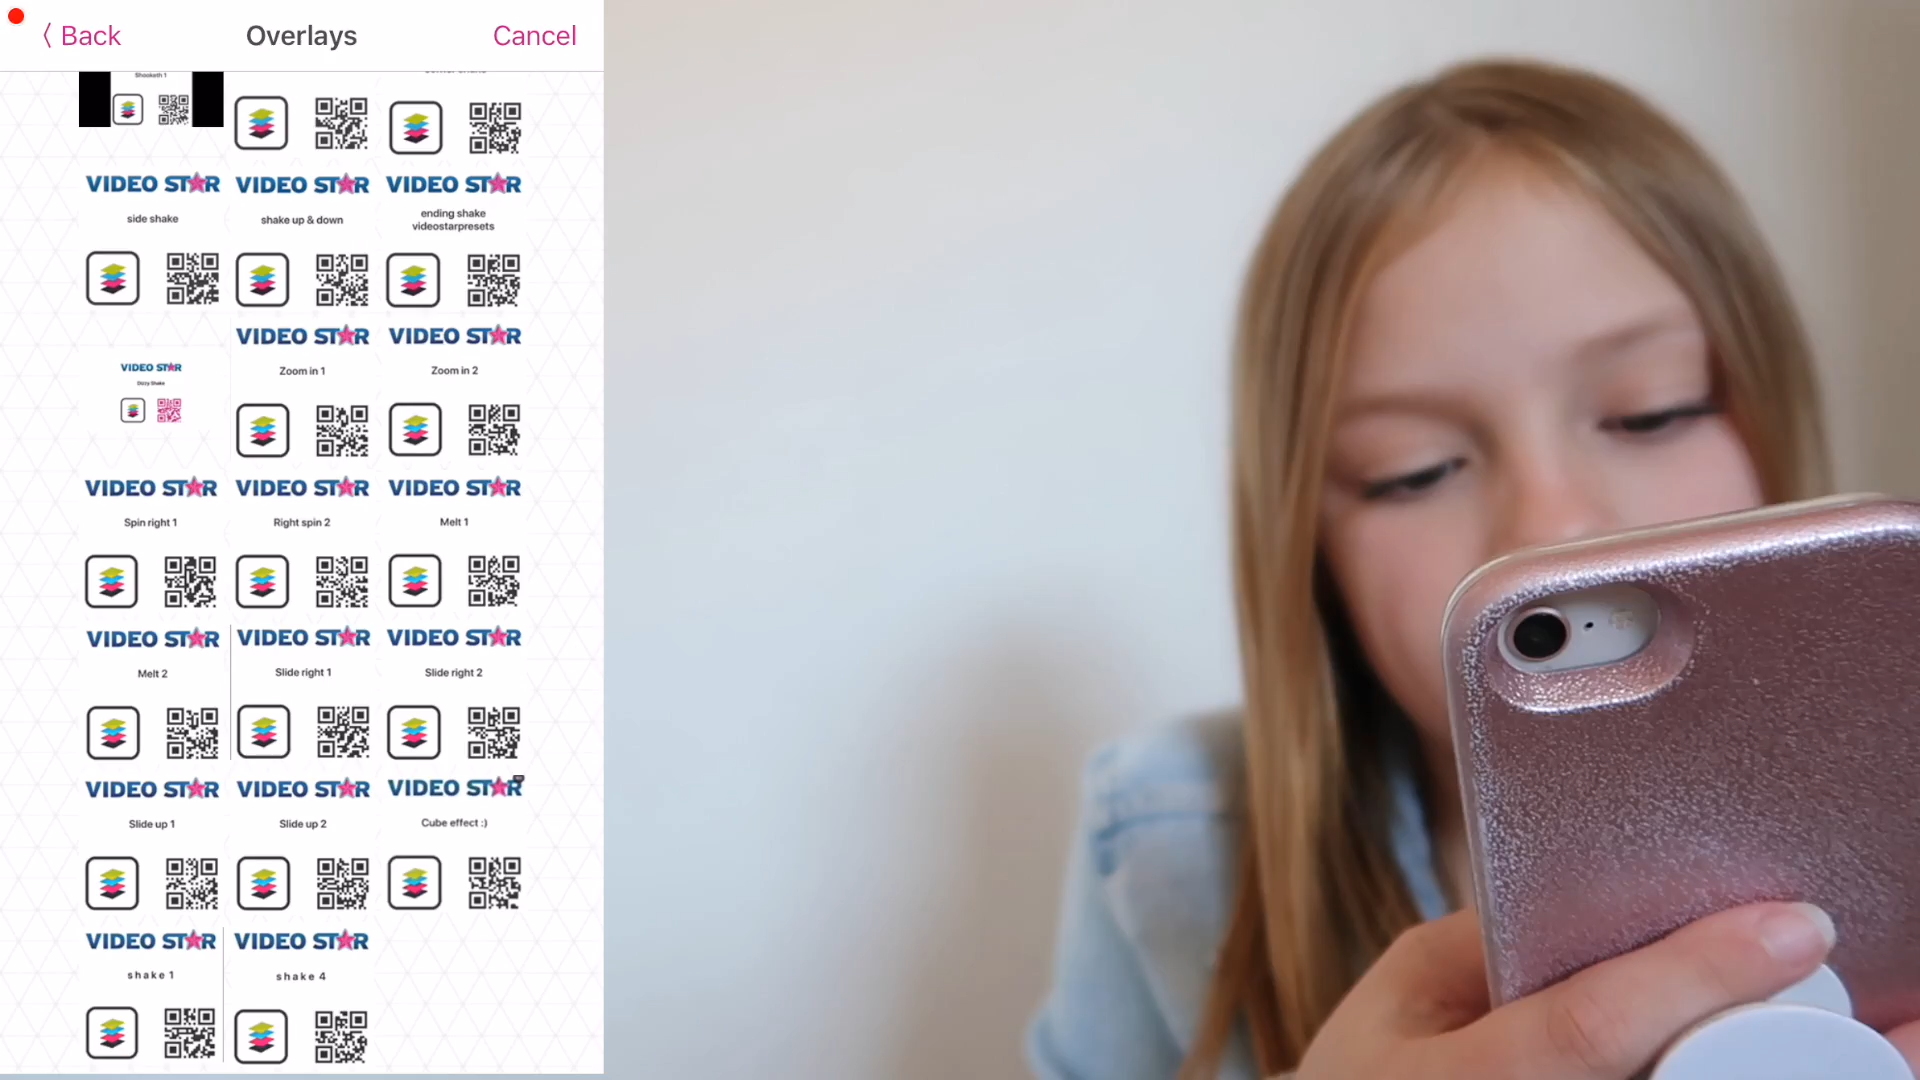 Back
Overlays
Cancel
Shooketh 1
VIDEO STAR
VIDEO STAR
VIDEO STAR
side shake
shake up & down
ending shake
videostarpresets
VIDEO STAR
Dizzy Shake
VIDEO STAR
VIDEO STAR
Zoom in 1
Zoom in 2
VIDEO STAR
VIDEO STAR
VIDEO STAR
Spin right 1
Right spin 2
Melt 1
VIDEO STAR
VIDEO STAR
VIDEO STAR
Melt 2
Slide right 1
Slide right 2
VIDEO STAR
VIDEO STAR
VIDEO STAR
Slide up 1
Slide up 2
Cube effect :)
VIDEO STAR
VIDEO STAR
shake 1
shake 4